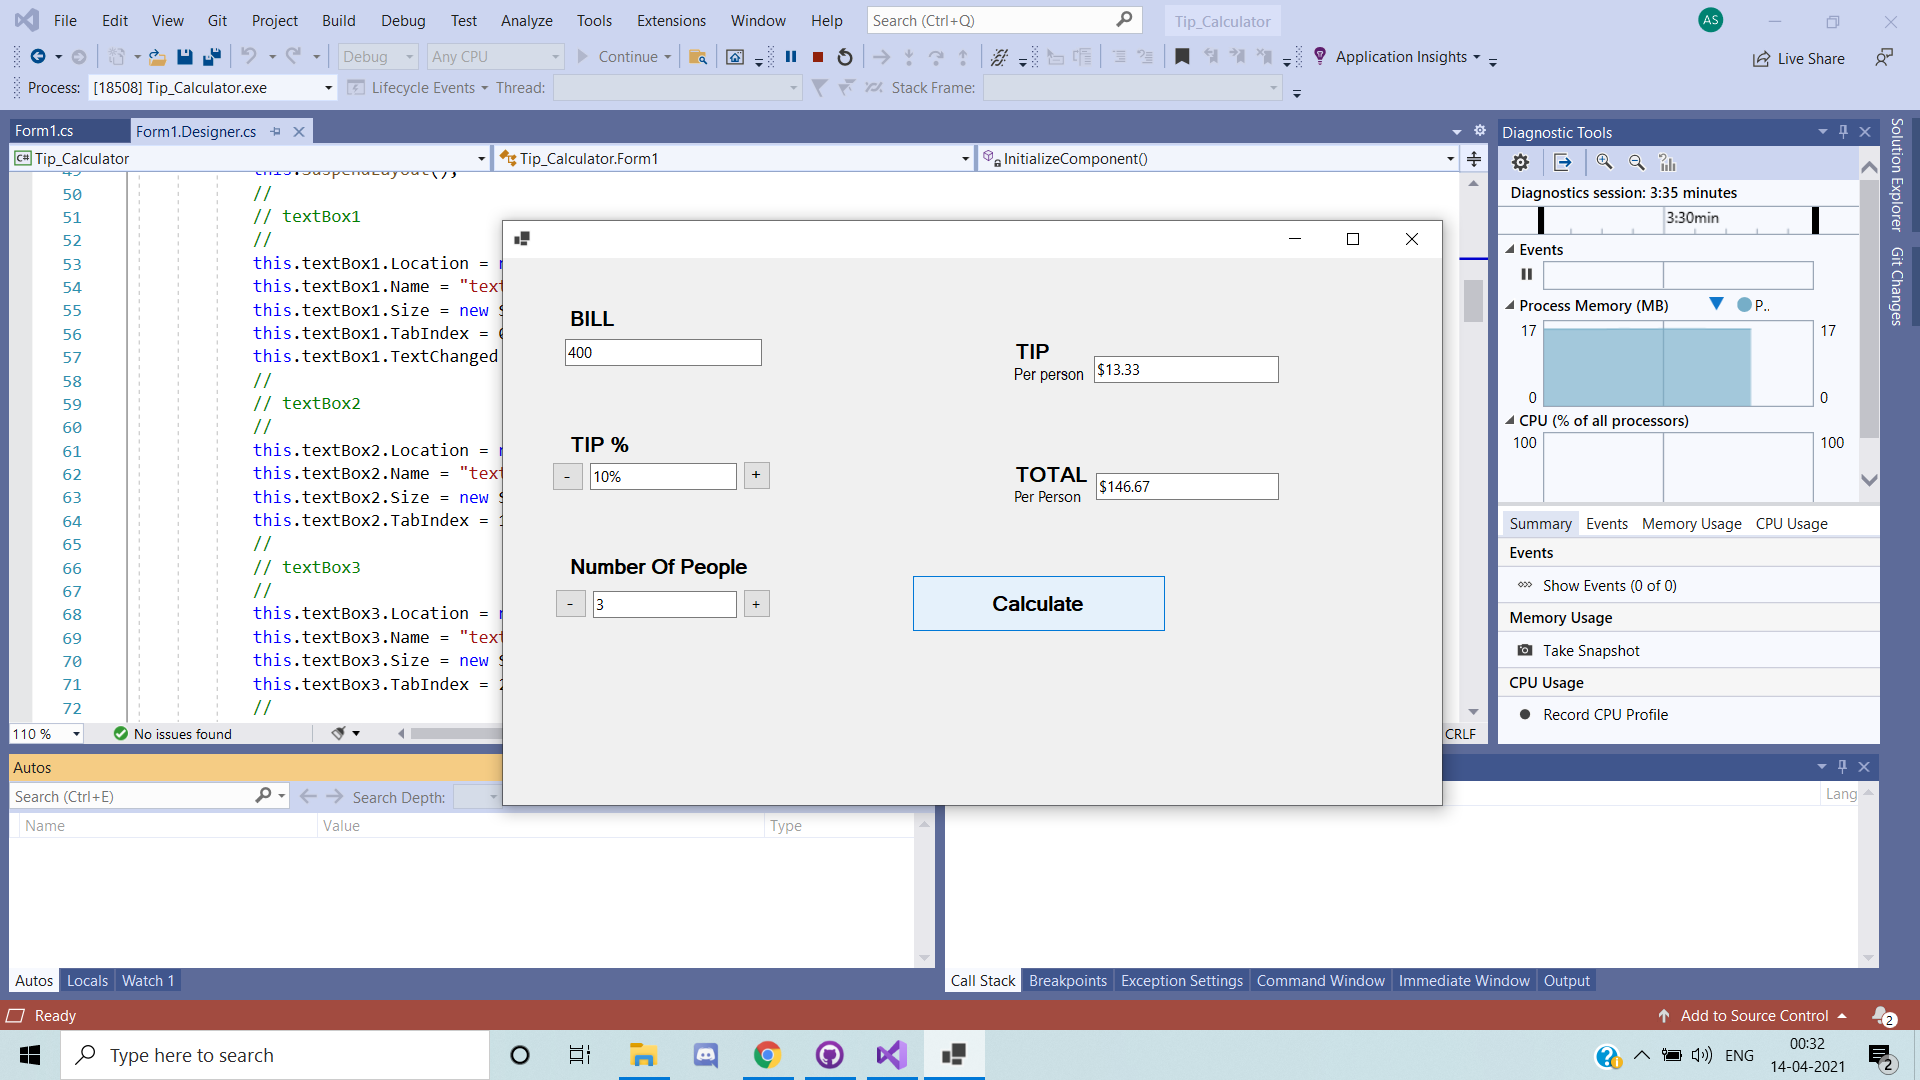 File Edit View Git Project Build Debug Test Analyze Tools Extensions Window Help Search (Ctrl+Q) Tip_Calculator AS
Debug Any CPU Continue Application Insights Live Share
Process: [18508] Tip_Calculator.exe Lifecycle Events Thread: Stack Frame:
Form1.cs Form1.Designer.cs
Tip_Calculator Tip_Calculator.Form1 InitializeComponent()
49 this.SuspendLayout();
50 //
51 // textBox1
52 //
53 this.textBox1.Location =
54 this.textBox1.Name = "text
55 this.textBox1.Size = new
56 this.textBox1.TabIndex =
57 this.textBox1.TextChanged
58 //
59 // textBox2
60 //
61 this.textBox2.Location =
62 this.textBox2.Name = "text
63 this.textBox2.Size = new
64 this.textBox2.TabIndex =
65 //
66 // textBox3
67 //
68 this.textBox3.Location =
69 this.textBox3.Name = "text
70 this.textBox3.Size = new
71 this.textBox3.TabIndex =
72 //
110 % No issues found CRLF
BILL
400
TIP %
- 10% +
Number Of People
- 3 +
TIP
Per person $13.33
TOTAL
Per Person $146.67
Calculate
Diagnostic Tools
Diagnostics session: 3:35 minutes
3:30min
Events
Process Memory (MB) P..
17 17
0 0
CPU (% of all processors)
100 100
Summary Events Memory Usage CPU Usage
Events
Show Events (0 of 0)
Memory Usage
Take Snapshot
CPU Usage
Record CPU Profile
Solution Explorer
Git Changes
Autos
Search (Ctrl+E) Search Depth:
Name Value Type
Lang
Autos Locals Watch 1
Call Stack Breakpoints Exception Settings Command Window Immediate Window Output
Ready Add to Source Control 2
Type here to search
ENG
00:32
14-04-2021
2